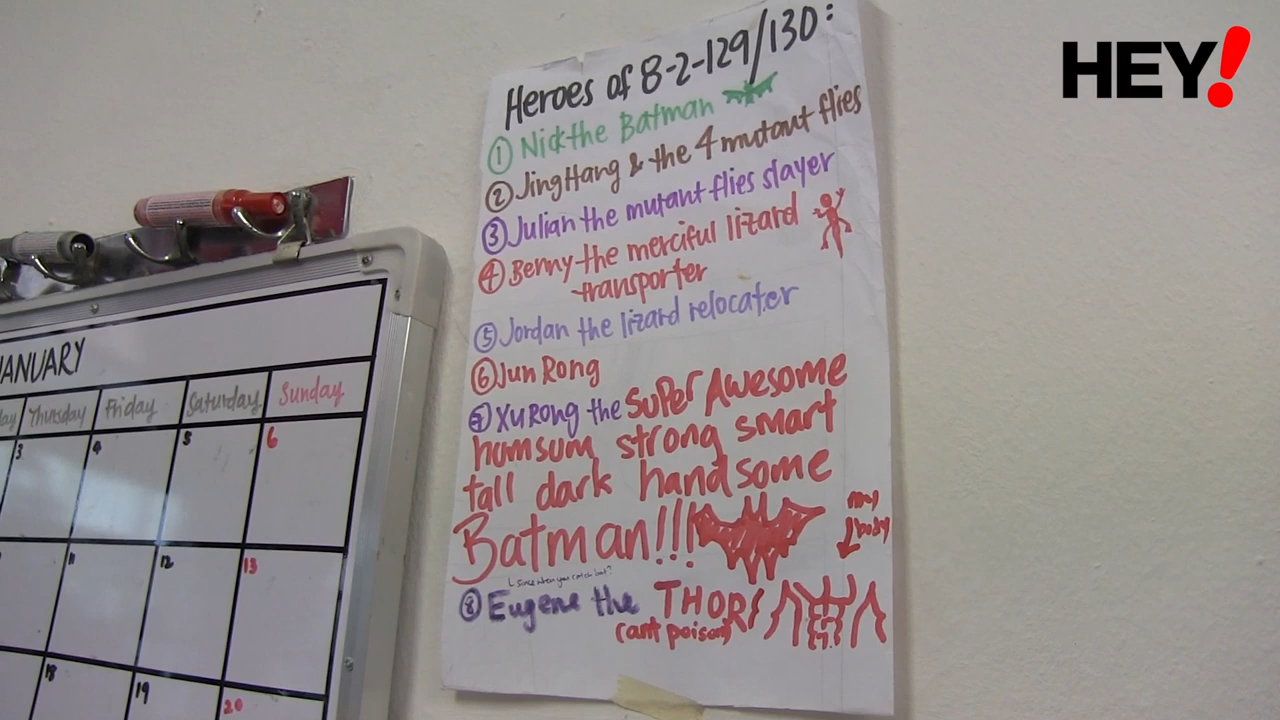 HEY!
Heroes of 8-2-129/130:
① Nick the Batman
② JingHang & the 4 mutant flies
③ Julian the mutant flies slayer
④ Benny the merciful lizard
transporter
⑤ Jordan the lizard relocater
⑥ Jun Rong
⑦ XuRong the super Awesome
humsum strong smart
tall dark handsome
Batman!!!
my
body
⑧ Eugene the THOR!
(ant poison)
JANUARY
Thursday Friday Saturday Sunday
3 4 5 6
11 12 13
18 19 20